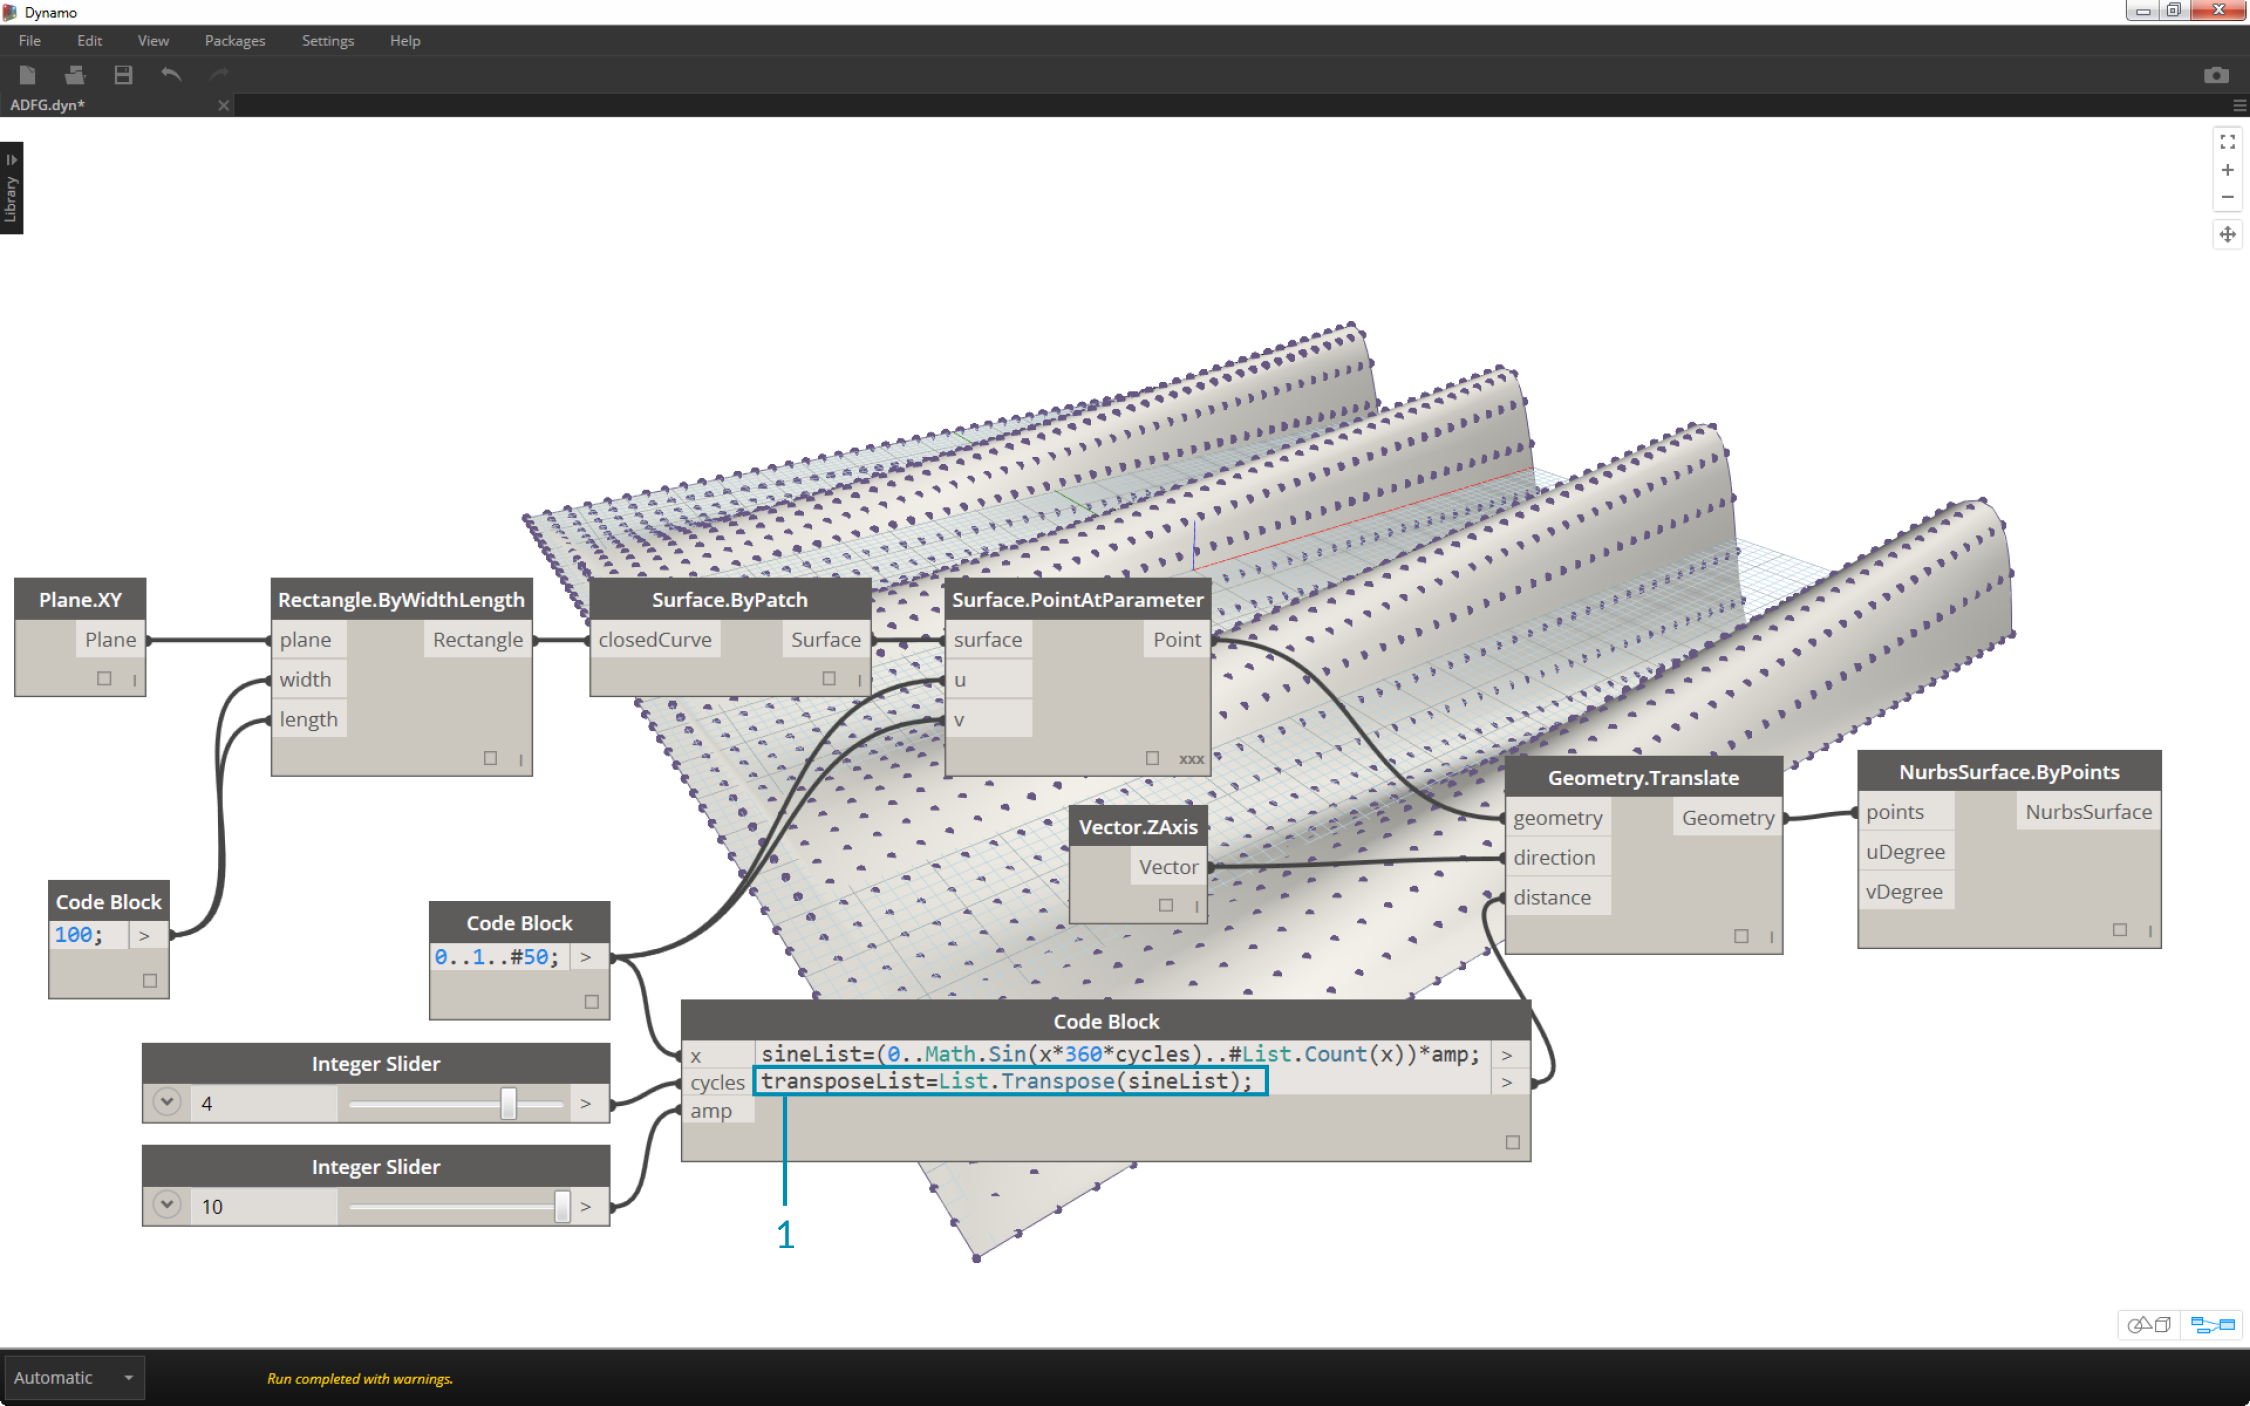 Dynamo
File Edit View Packages Settings Help
ADFG.dyn*
Library
Plane.XY
Plane
Rectangle.ByWidthLength
plane Rectangle
width
length
Surface.ByPatch
closedCurve Surface
Surface.PointAtParameter
surface Point
u
v
xxx
Vector.ZAxis
Vector
Geometry.Translate
geometry Geometry
direction
distance
NurbsSurface.ByPoints
points NurbsSurface
uDegree
vDegree
Code Block
100; >
Code Block
0..1..#50; >
Code Block
x sineList=(0..Math.Sin(x*360*cycles)..#List.Count(x))*amp; >
cycles transposeList=List.Transpose(sineList); >
amp
Integer Slider
4 >
Integer Slider
10 >
1
Automatic
Run completed with warnings.